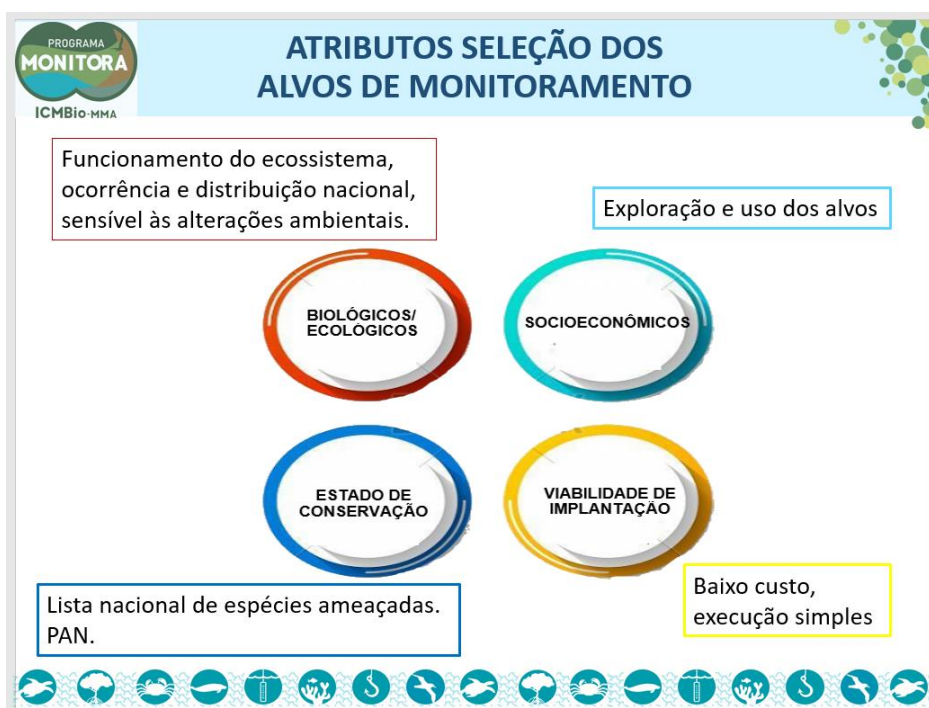 PROGRAMA
MONITORA
ICMBio-MMA
ATRIBUTOS SELEÇÃO DOS
ALVOS DE MONITORAMENTO
Funcionamento do ecossistema,
ocorrência e distribuição nacional,
sensível às alterações ambientais.
Exploração e uso dos alvos
BIOLÓGICOS/
ECOLÓGICOS
SOCIOECONÔMICOS
ESTADO DE
CONSERVAÇÃO
VIABILIDADE DE
IMPLANTAÇÃO
Lista nacional de espécies ameaçadas.
PAN.
Baixo custo,
execução simples